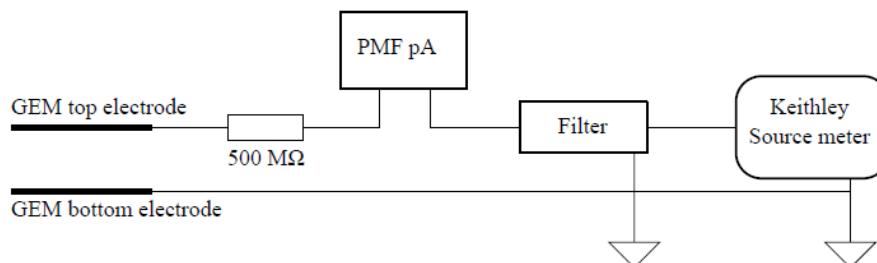 PMF pA
GEM top electrode
500 MΩ
Filter
Keithley
Source meter
GEM bottom electrode